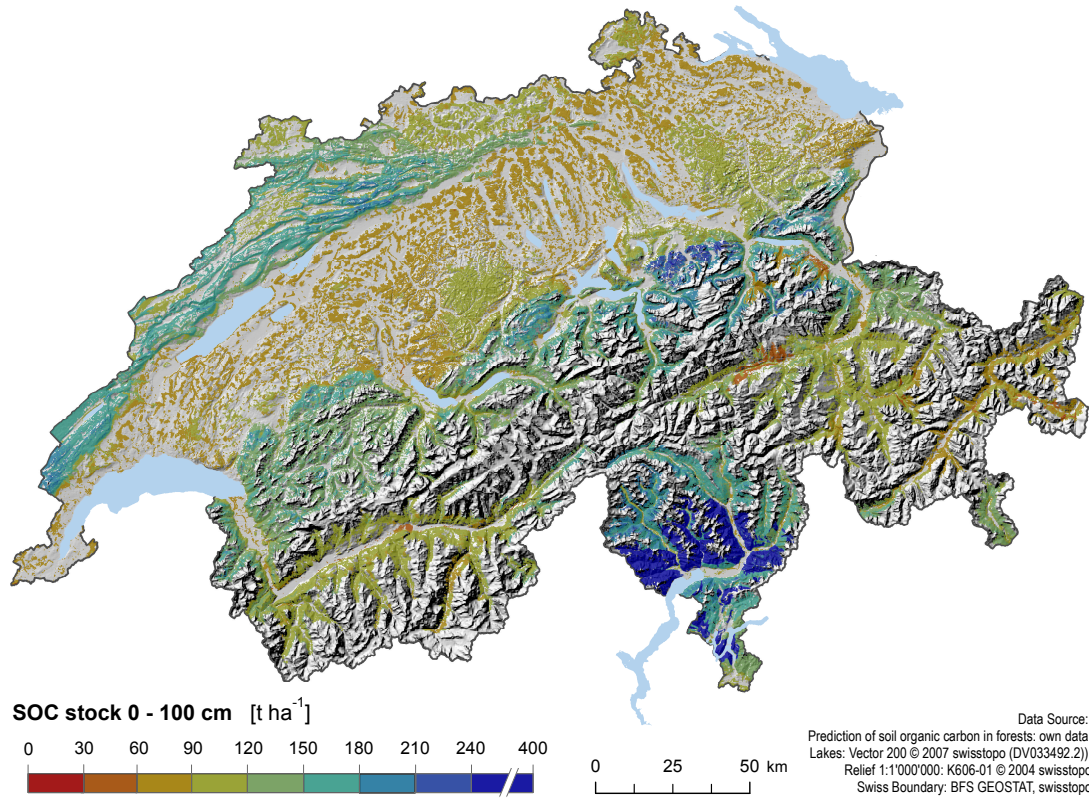 SOC stock 0 - 100 cm [t ha-1]
0 30 60 90 120 150 180 210 240 400
0 25 50 km
Data Source:
Prediction of soil organic carbon in forests: own data
Lakes: Vector 200 © 2007 swisstopo (DV033492.2))
Relief 1:1'000'000: K606-01 © 2004 swisstopo
Swiss Boundary: BFS GEOSTAT, swisstopo